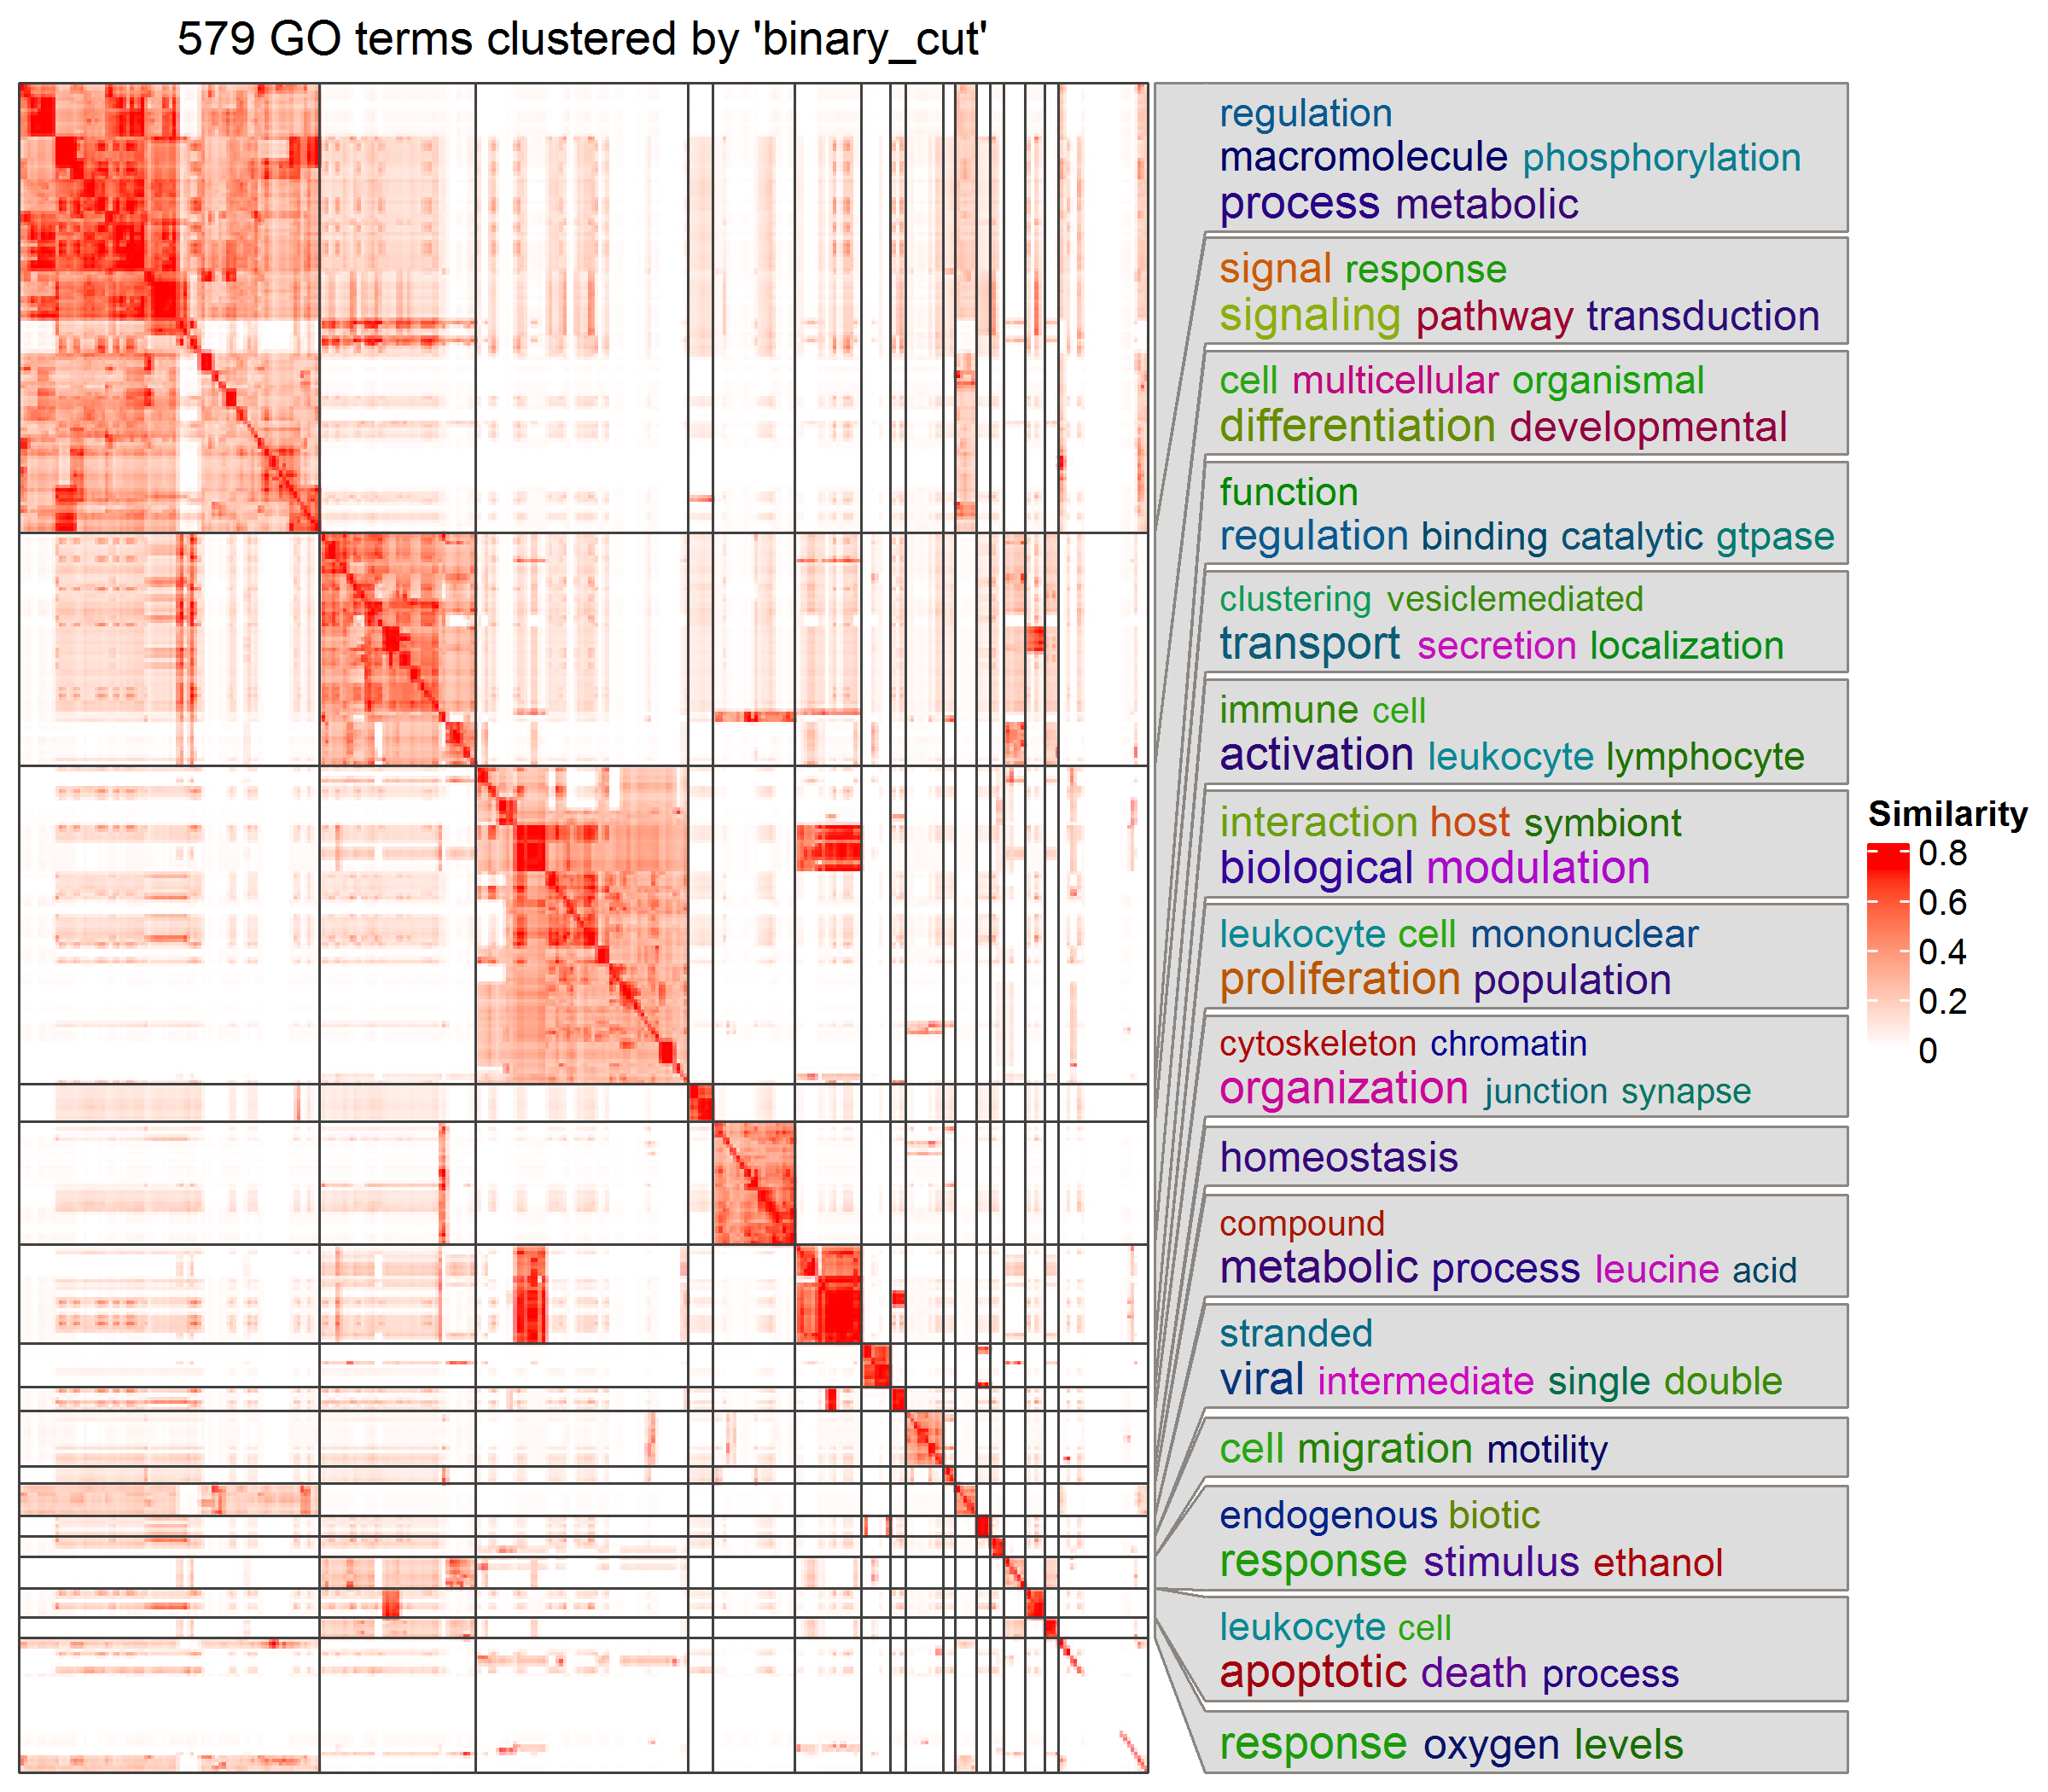 579 GO terms clustered by 'binary_cut'
regulation
macromolecule phosphorylation
process metabolic
signal response
signaling pathway transduction
cell multicellular organismal
differentiation developmental
function
regulation binding catalytic gtpase
clustering vesiclemediated
transport secretion localization
immune cell
activation leukocyte lymphocyte
interaction host symbiont
biological modulation
leukocyte cell mononuclear
proliferation population
cytoskeleton chromatin
organization junction synapse
homeostasis
compound
metabolic process leucine acid
stranded
viral intermediate single double
cell migration motility
endogenous biotic
response stimulus ethanol
leukocyte cell
apoptotic death process
response oxygen levels
Similarity
0.8
0.6
0.4
0.2
0